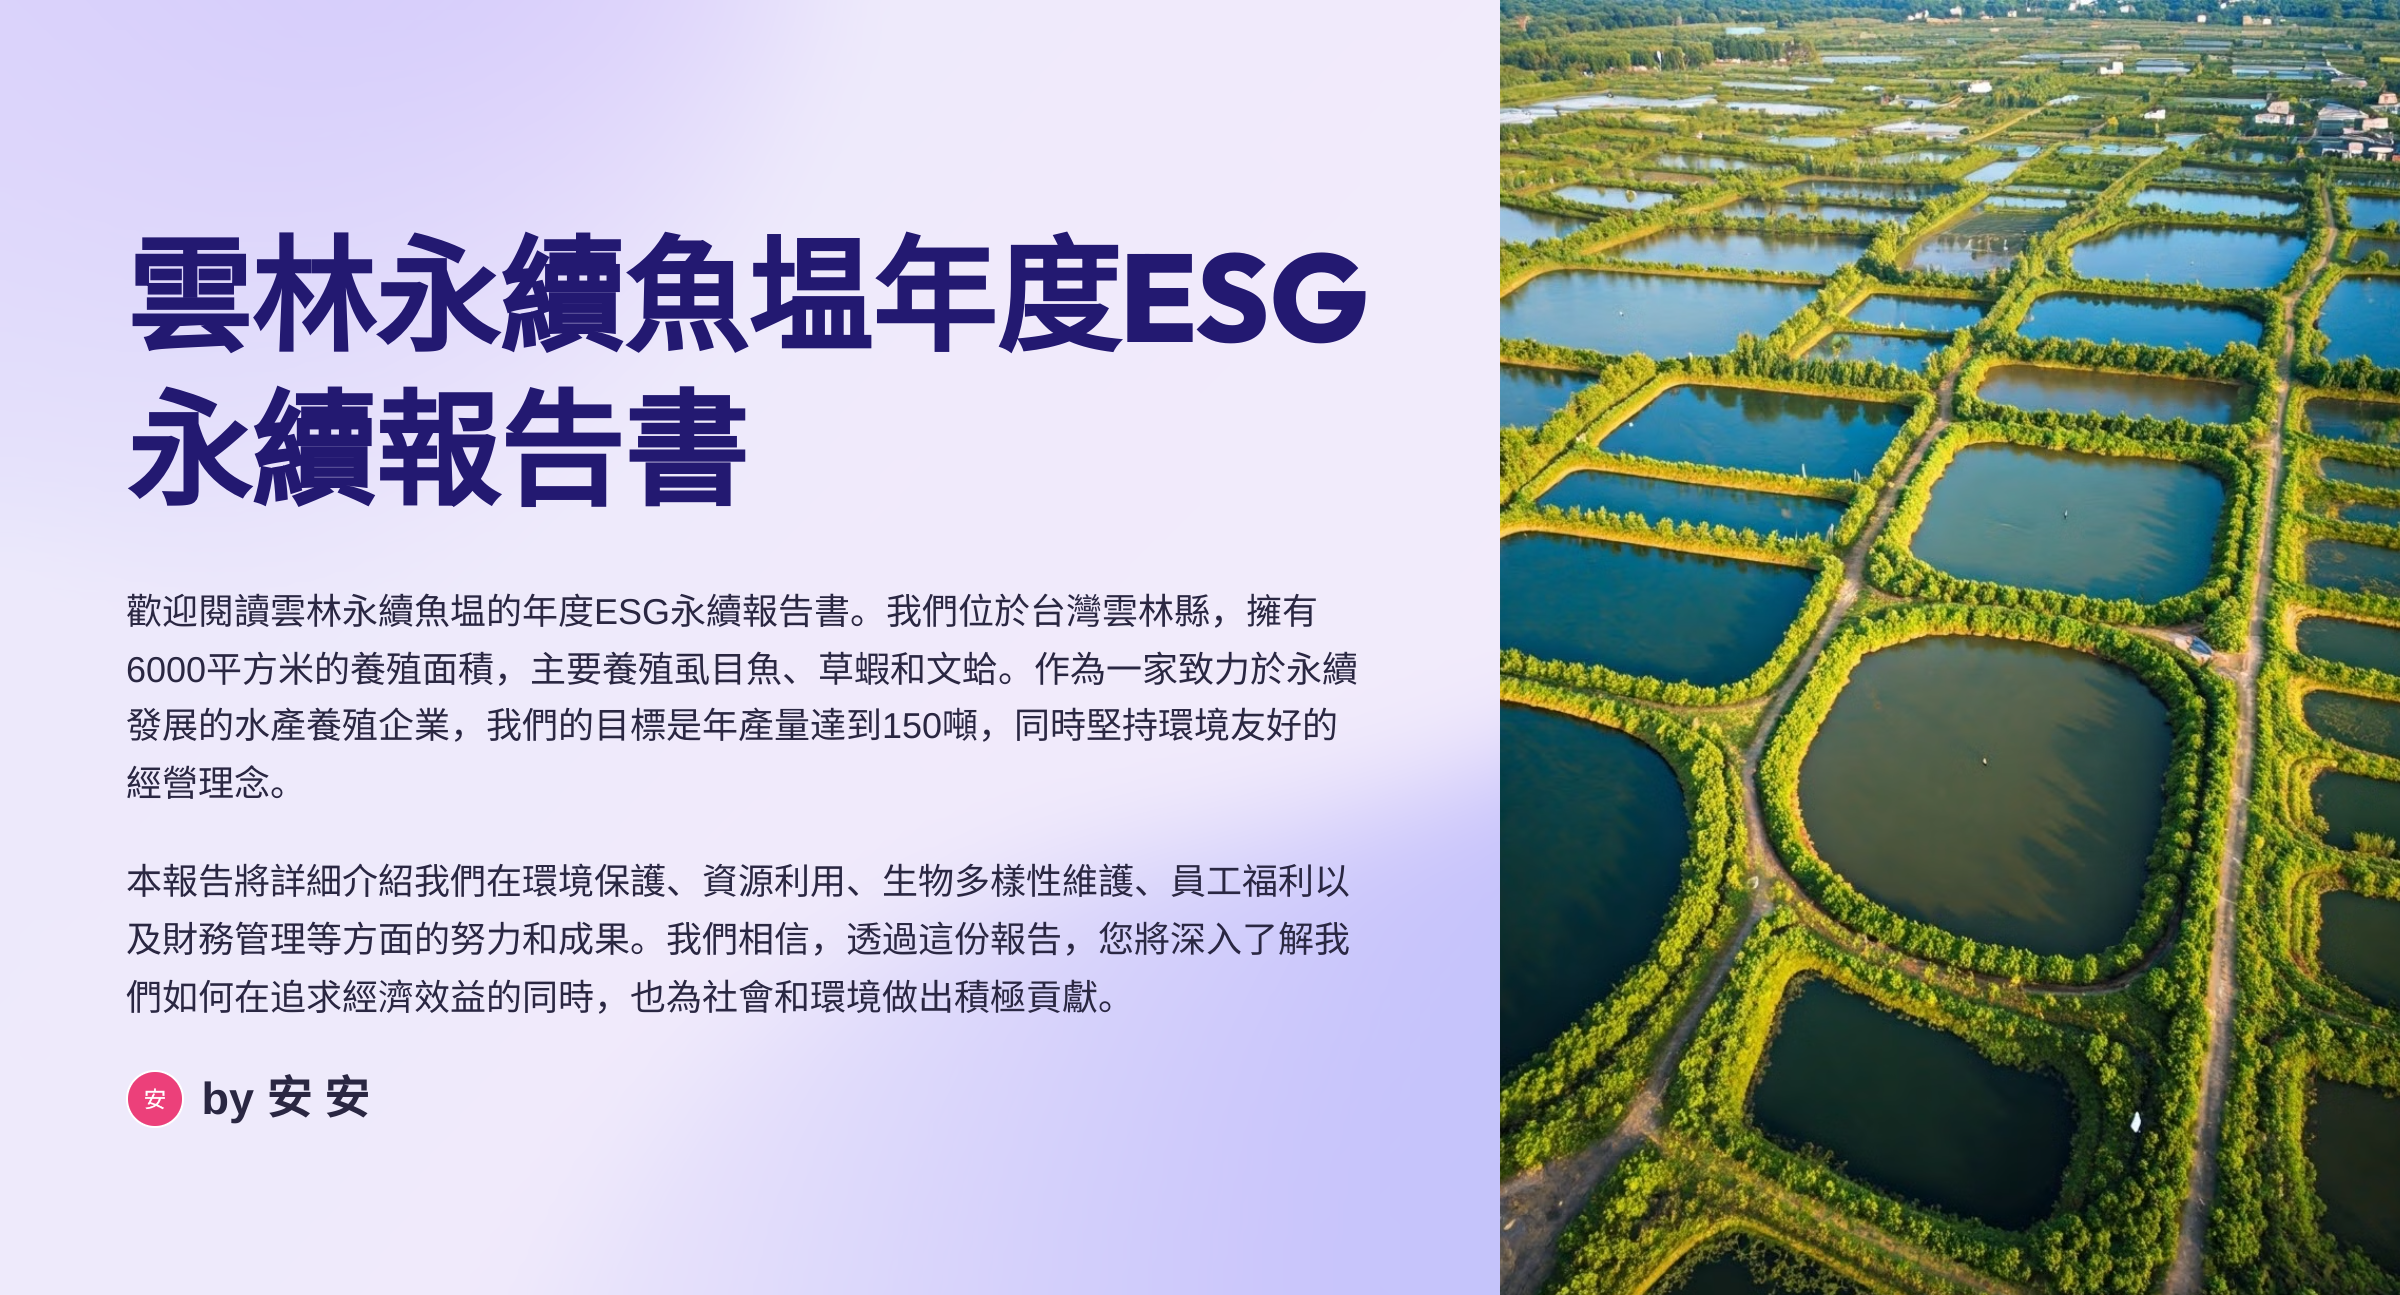 雲林永續魚塭年度ESG
永續報告書
歡迎閱讀雲林永續魚塭的年度ESG永續報告書。我們位於台灣雲林縣，擁有
6000平方米的養殖面積，主要養殖虱目魚、草蝦和文蛤。作為一家致力於永續
發展的水產養殖企業，我們的目標是年產量達到150噸，同時堅持環境友好的
經營理念。
本報告將詳細介紹我們在環境保護、資源利用、生物多樣性維護、員工福利以
及財務管理等方面的努力和成果。我們相信，透過這份報告，您將深入了解我
們如何在追求經濟效益的同時，也為社會和環境做出積極貢獻。
安 by 安 安